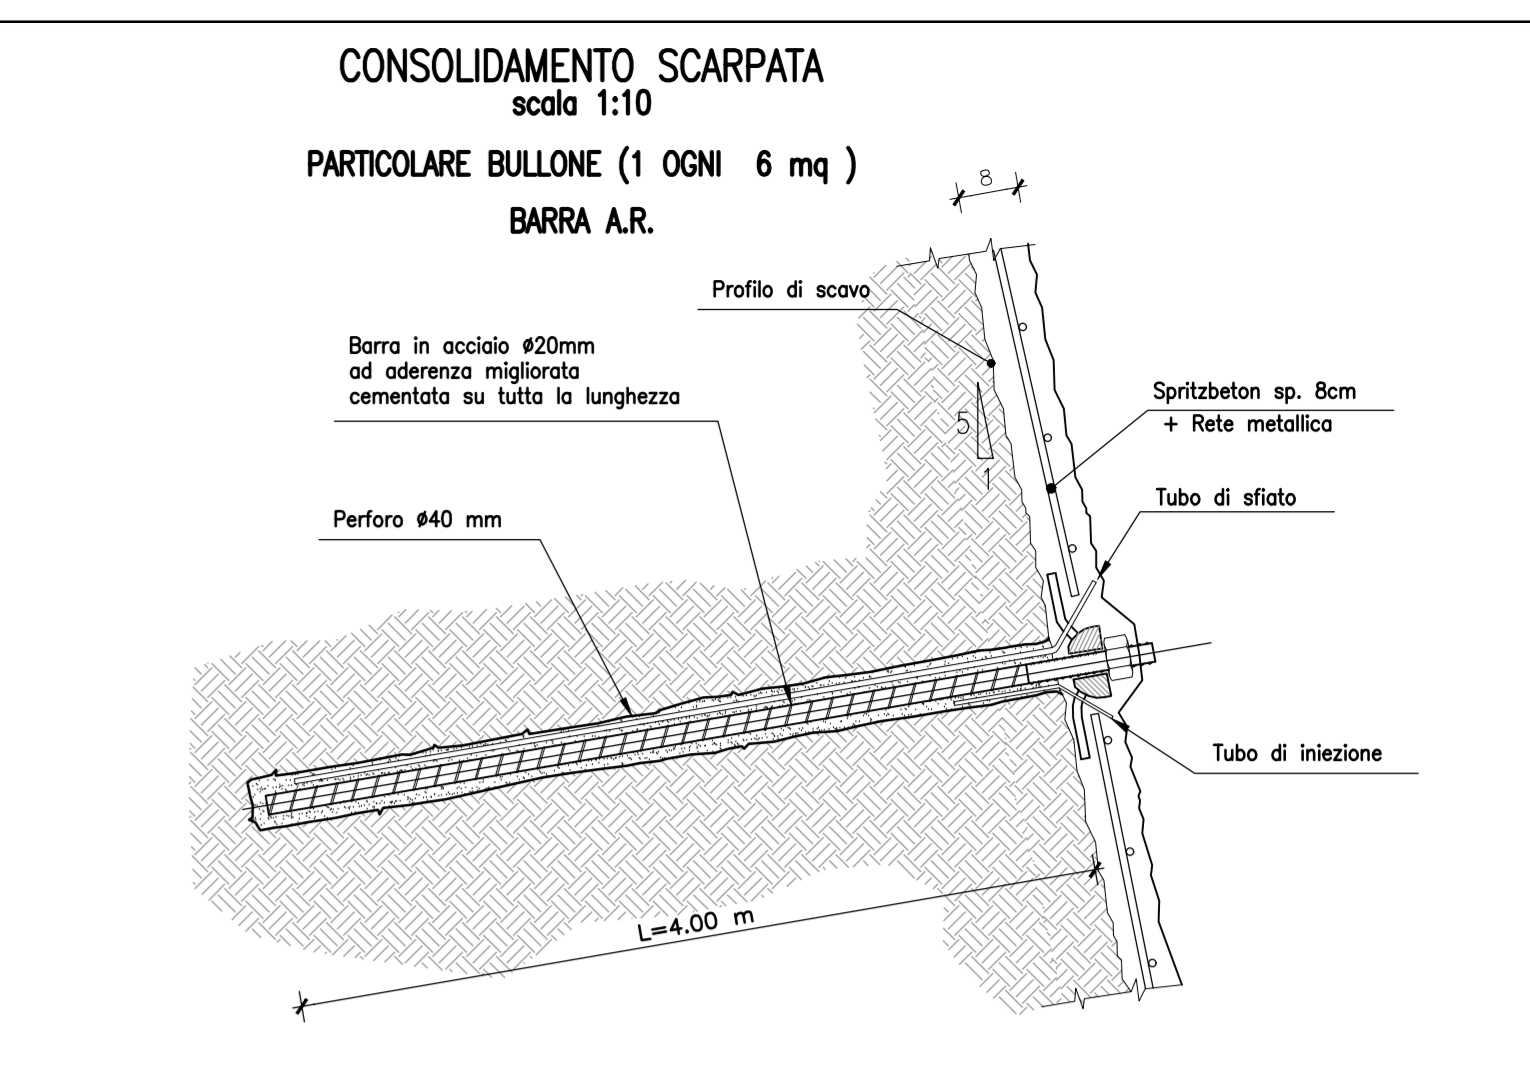 CONSOLIDAMENTO SCARPATA
scala 1:10
PARTICOLARE BULLONE (1 OGNI 6 mq )
BARRA A.R.
8
Profilo di scavo
Barra in acciaio ø20mm
ad aderenza migliorata
cementata su tutta la lunghezza
Spritzbeton sp. 8cm
+ Rete metallica
5
1
Tubo di sfiato
Perforo ø40 mm
Tubo di iniezione
L=4.00 m